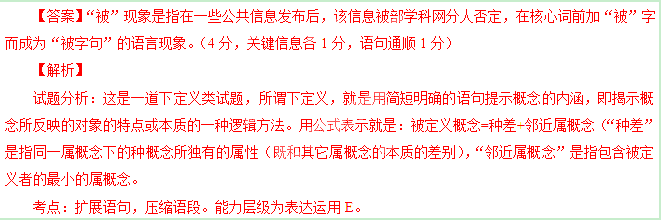 【答案】“被”现象是指在一些公共信息发布后，该信息被部学科网分人否定，在核心词前加“被”字
而成为“被字句”的语言现象。（4 分，关键信息各 1 分，语句通顺 1 分）
【解析】
试题分析：这是一道下定义类试题，所谓下定义，就是用简短明确的语句提示概念的内涵，即揭示概
念所反映的对象的特点或本质的一种逻辑方法。用公式表示就是：被定义概念=种差+邻近属概念（“种差”
是指同一属概念下的种概念所独有的属性（既和其它属概念的本质的差别），“邻近属概念”是指包含被定
义者的最小的属概念。
考点：扩展语句，压缩语段。能力层级为表达运用 E。